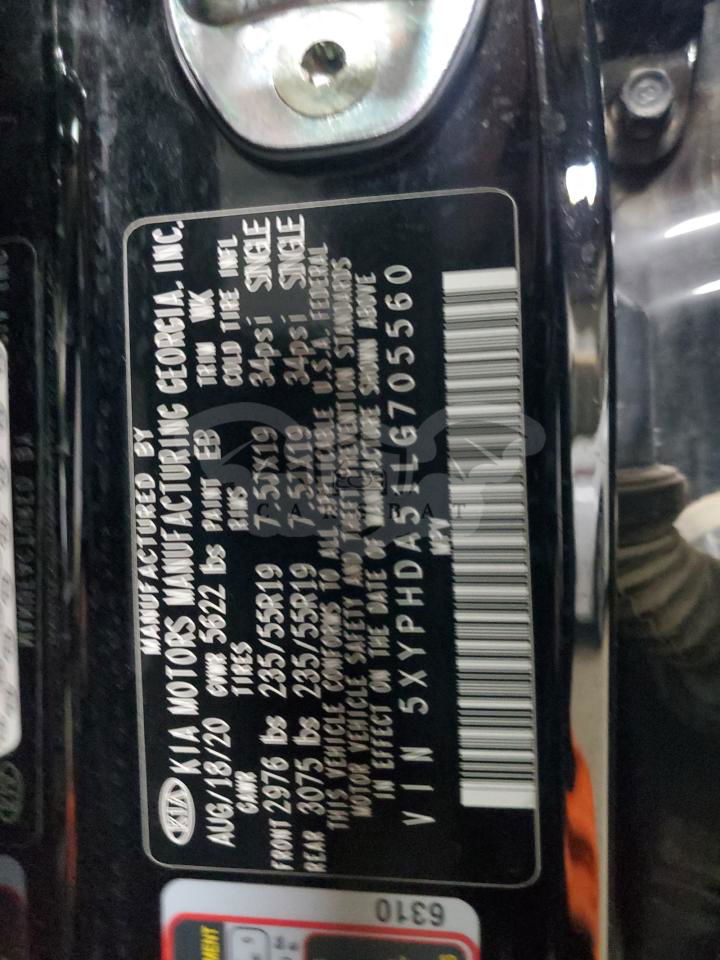 MANUFACTURED BY
KIA KIA MOTORS MANUFACTURING GEORGIA, INC.
AUG/18/20 GVWR 5622 lbs PAINT EB TRIM WK
GAWR TIRES RIMS COLD TIRE INFL
FRONT 2976 lbs 235/55R19 7.5JX19 34psi SINGLE
REAR 3075 lbs 235/55R19 7.5JX19 34psi SINGLE
THIS VEHICLE CONFORMS TO ALL APPLICABLE U.S.A. FEDERAL
MOTOR VEHICLE SAFETY AND THEFT PREVENTION STANDARDS
IN EFFECT ON THE DATE OF MANUFACTURE SHOWN ABOVE
VIN 5XYPHDA51LG705560
MPV
CARSBAT
6310